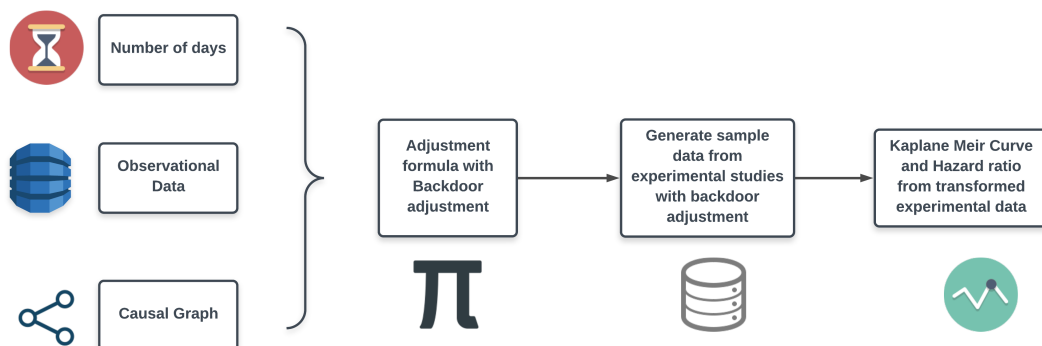 Number of days
Observational
Data
Causal Graph
Adjustment
formula with
Backdoor
adjustment
Generate sample
data from
experimental studies
with backdoor
adjustment
Kaplane Meir Curve
and Hazard ratio
from transformed
experimental data